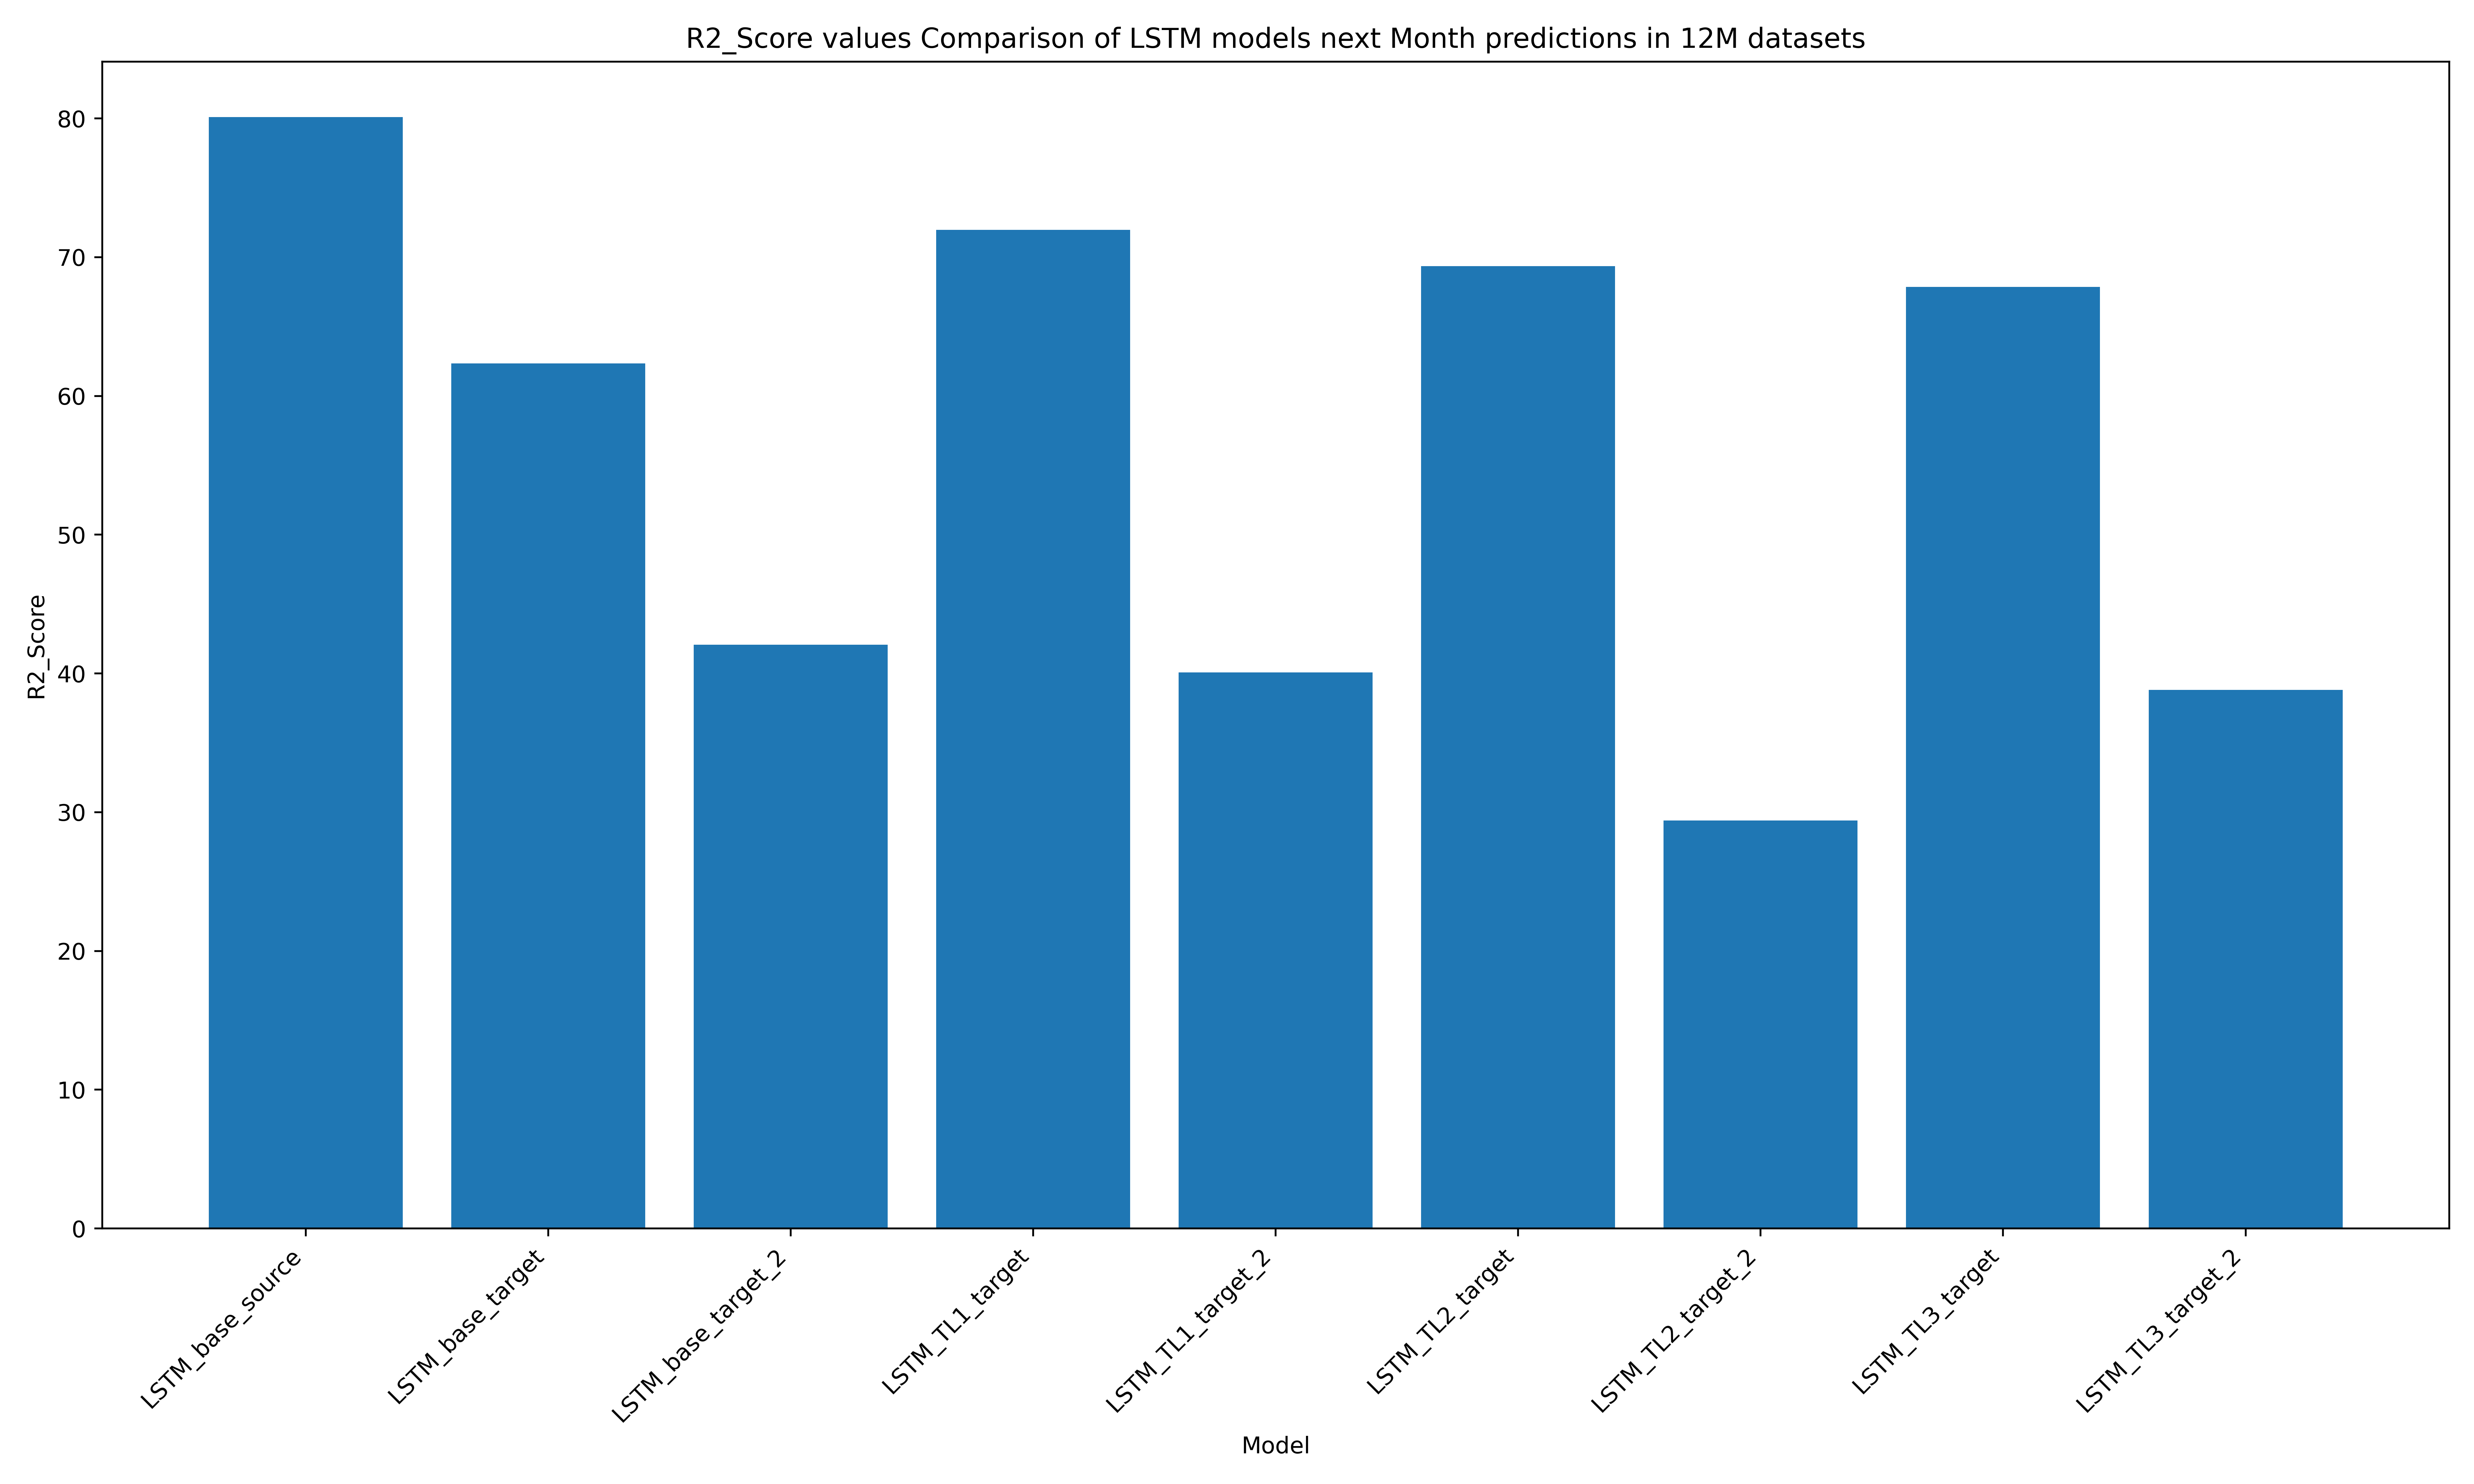 R2_Score values Comparison of LSTM models next Month predictions in 12M datasets
R2_Score
80
70
60
50
40
30
20
10
0
LSTM_base_source
LSTM_base_target
LSTM_base_target_2
LSTM_TL1_target
LSTM_TL1_target_2
LSTM_TL2_target
LSTM_TL2_target_2
LSTM_TL3_target
LSTM_TL3_target_2
Model